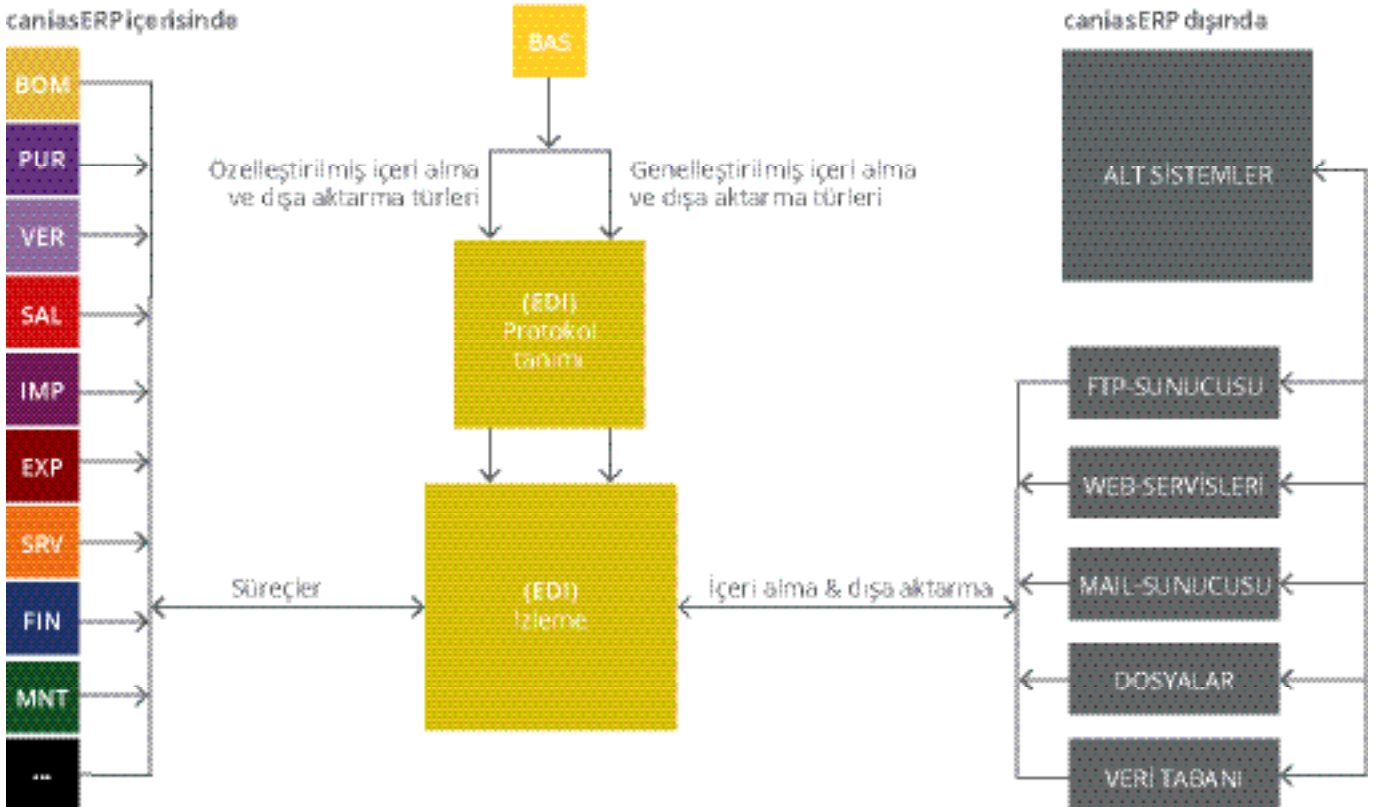 caniasERP içerisinde
BOM
PUR
VER
SAL
IMP
EXP
SRV
FIN
MNT
...
BAS
Özelleştirilmiş içeri alma
ve dışa aktarma türleri
Genelleştirilmiş içeri alma
ve dışa aktarma türleri
(EDI)
Protokol
tanımı
Süreçler
(EDI)
İzleme
İçeri alma & dışa aktarma
caniasERP dışında
ALT SİSTEMLER
FTP-SUNUCUSU
WEB-SERVİSLERİ
MAIL-SUNUCUSU
DOSYALAR
VERİ TABANI